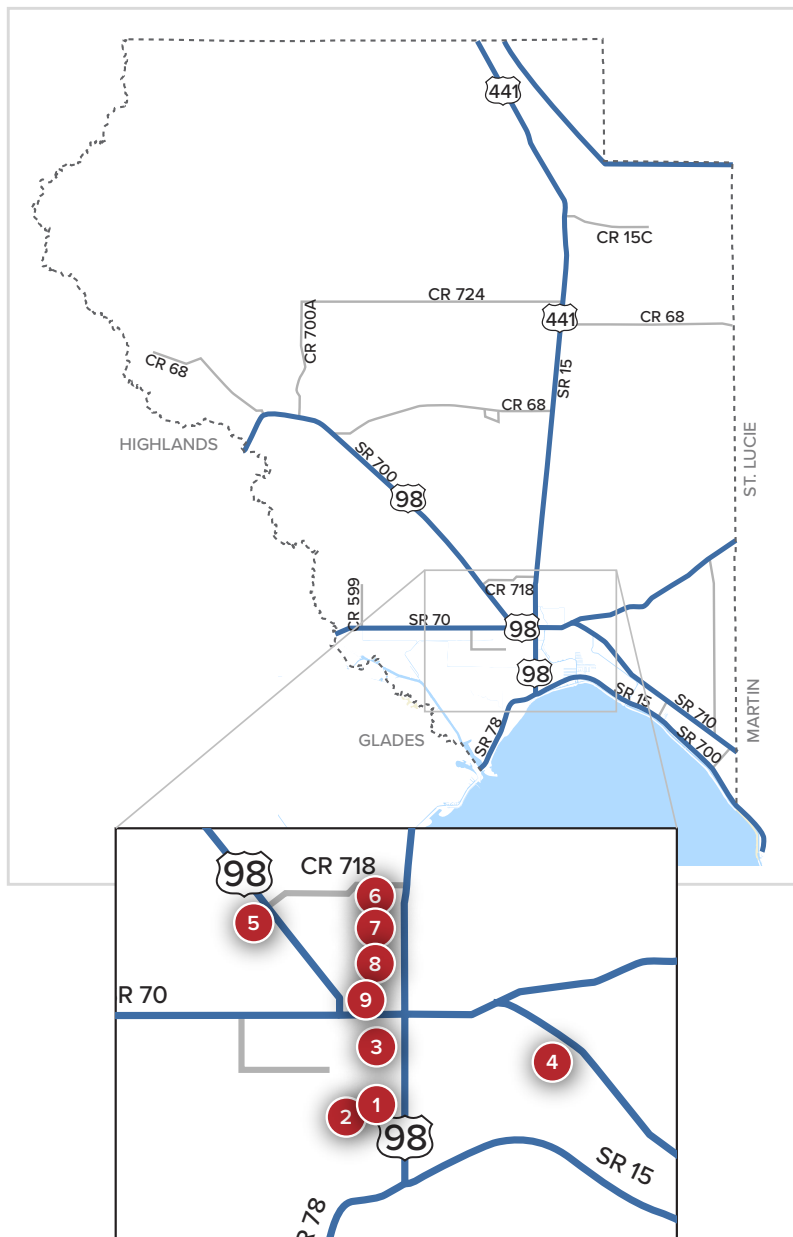 441
CR 15C
CR 724
441
CR 68
CR 700A
CR 68
SR 15
CR 68
HIGHLANDS
ST. LUCIE
SR 700
98
CR 718
CR 599
SR 70
98
98
SR 15
SR 710
MARTIN
GLADES
SR 78
SR 700
98
CR 718
6
5
7
8
R 70
9
3
4
1
2
98
SR 15
R 78